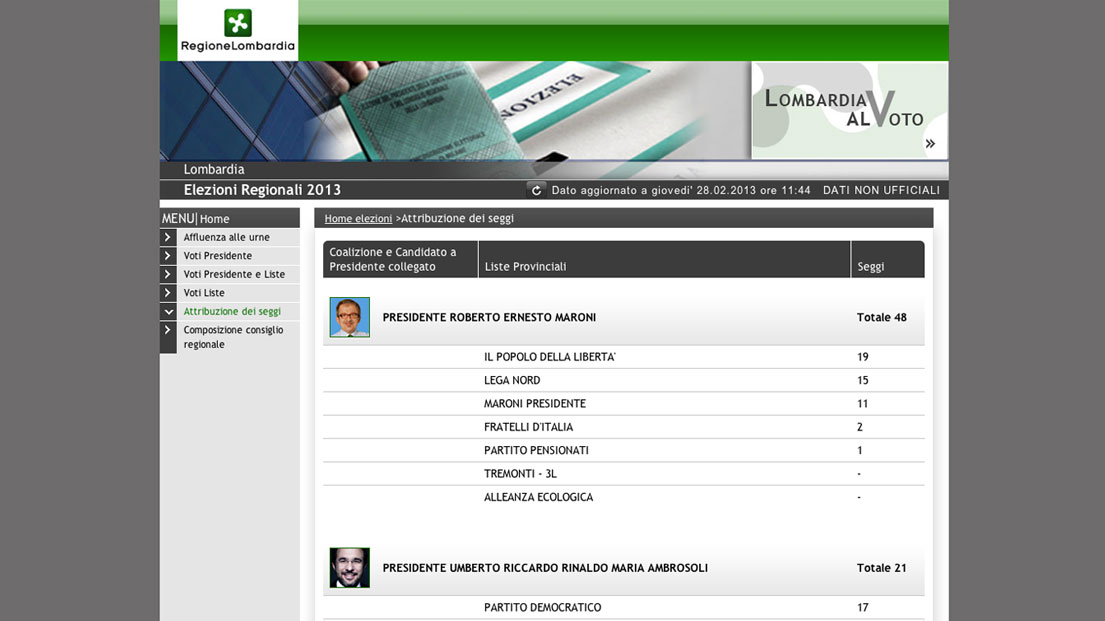 RegioneLombardia
ELEZIONI
LOMBARDIA
AL VOTO
»
Lombardia
Elezioni Regionali 2013
Dato aggiornato a giovedi' 28.02.2013 ore 11:44 DATI NON UFFICIALI
MENU| Home
Affluenza alle urne
Voti Presidente
Voti Presidente e Liste
Voti Liste
Attribuzione dei seggi
Composizione consiglio
regionale
Home elezioni >Attribuzione dei seggi
Coalizione e Candidato a
Presidente collegato
Liste Provinciali
Seggi
PRESIDENTE ROBERTO ERNESTO MARONI Totale 48
IL POPOLO DELLA LIBERTA' 19
LEGA NORD 15
MARONI PRESIDENTE 11
FRATELLI D'ITALIA 2
PARTITO PENSIONATI 1
TREMONTI - 3L -
ALLEANZA ECOLOGICA -
PRESIDENTE UMBERTO RICCARDO RINALDO MARIA AMBROSOLI Totale 21
PARTITO DEMOCRATICO 17